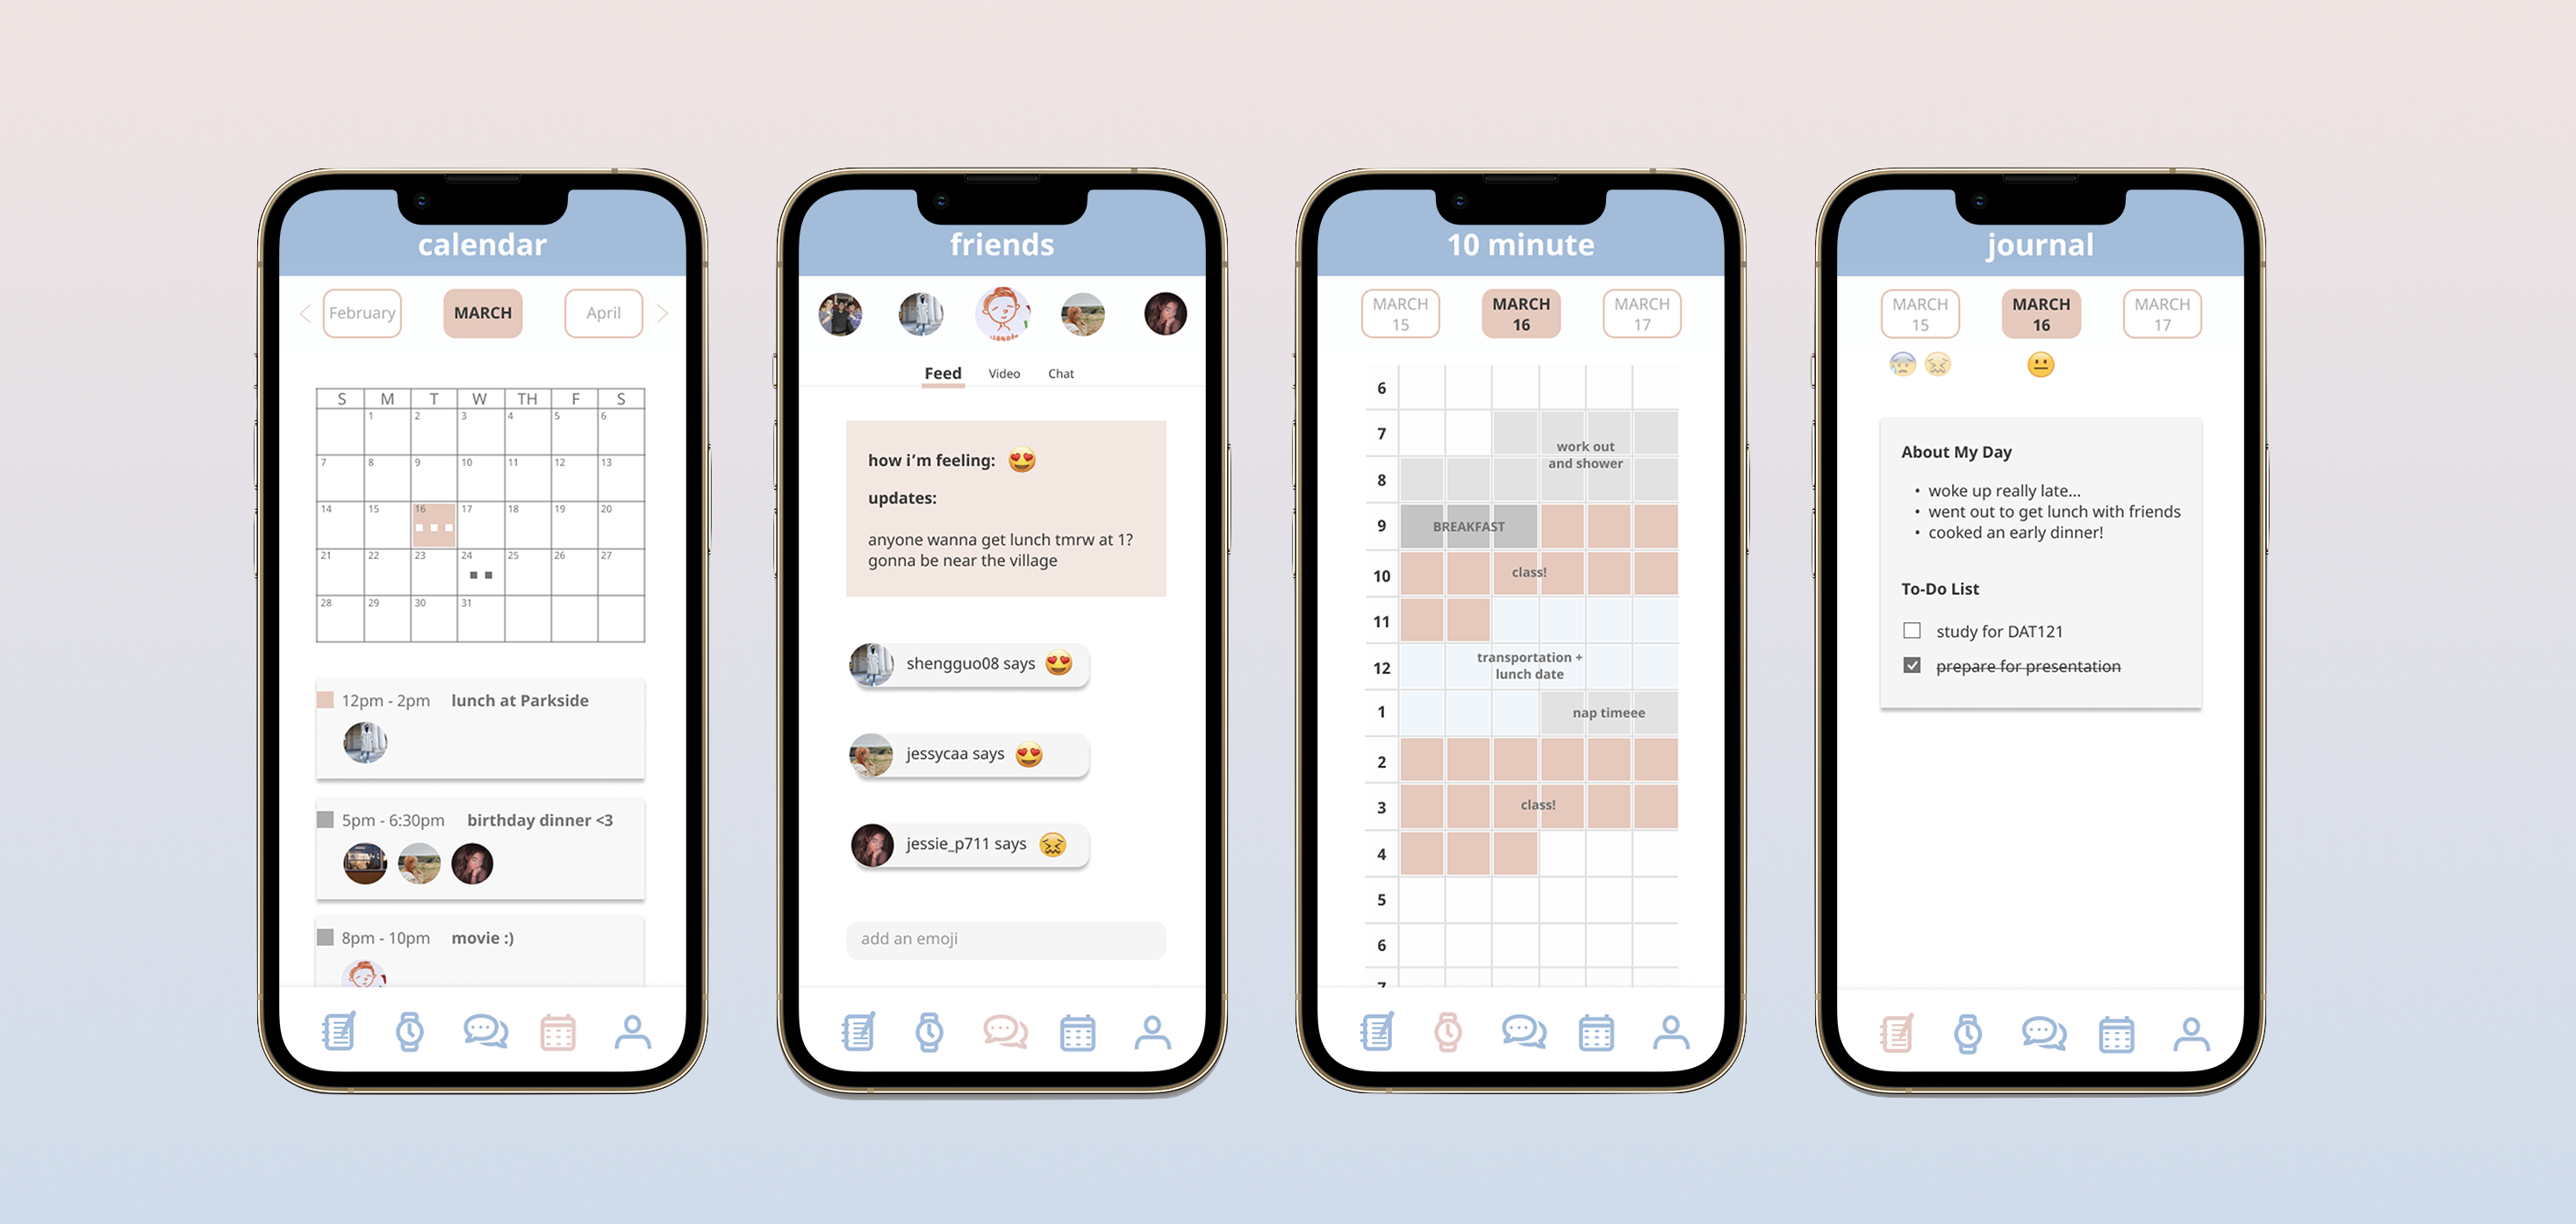 calendar
February
MARCH
April
S M T W TH F S
1 2 3 4 5 6
7 8 9 10 11 12 13
14 15 16 17 18 19 20
21 22 23 24 25 26 27
28 29 30 31
12pm - 2pm lunch at Parkside
5pm - 6:30pm birthday dinner <3
8pm - 10pm movie :)
friends
Feed Video Chat
how i'm feeling: 😍
updates:
anyone wanna get lunch tmrw at 1?
gonna be near the village
shengguo08 says 😍
jessycaa says 😍
jessie_p711 says 😖
add an emoji
10 minute
MARCH
15
MARCH
16
MARCH
17
6
7
work out
and shower
8
9 BREAKFAST
10 class!
11
12
transportation +
lunch date
1 nap timeee
2
3 class!
4
5
6
7
journal
MARCH
15
MARCH
16
MARCH
17
About My Day
• woke up really late...
• went out to get lunch with friends
• cooked an early dinner!
To-Do List
study for DAT121
prepare for presentation